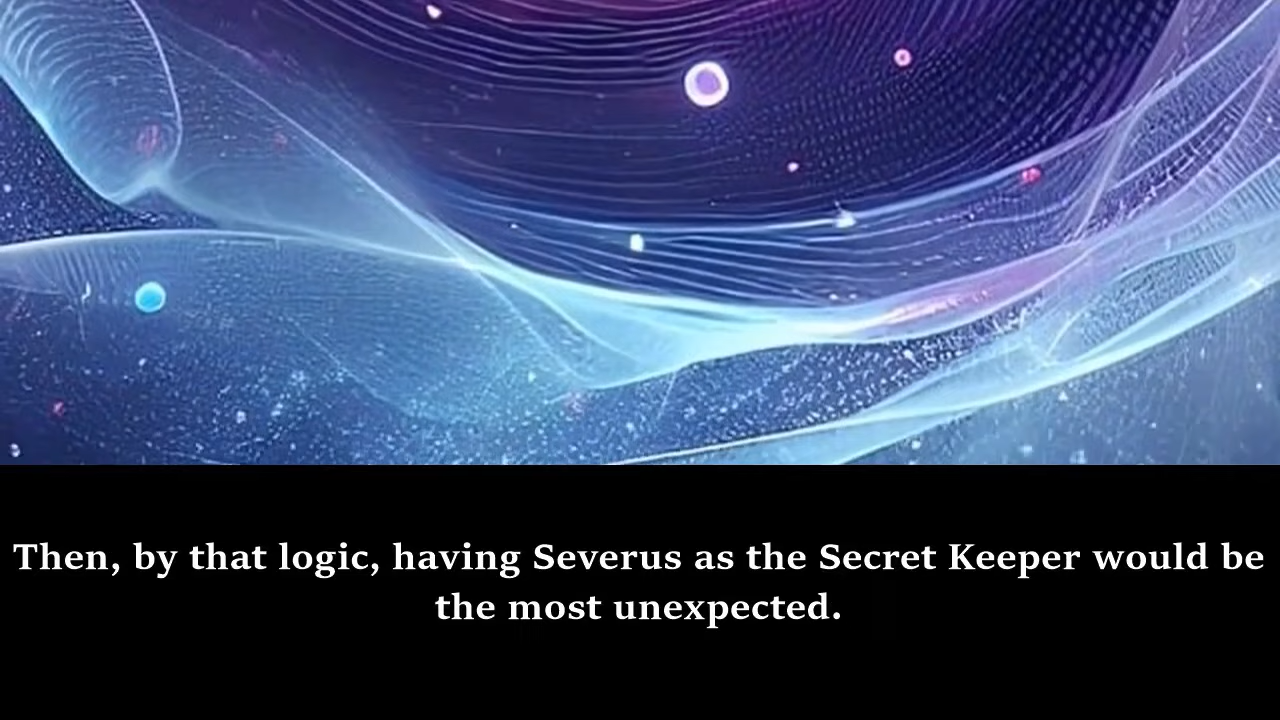 Then, by that logic, having Severus as the Secret Keeper would be
the most unexpected.